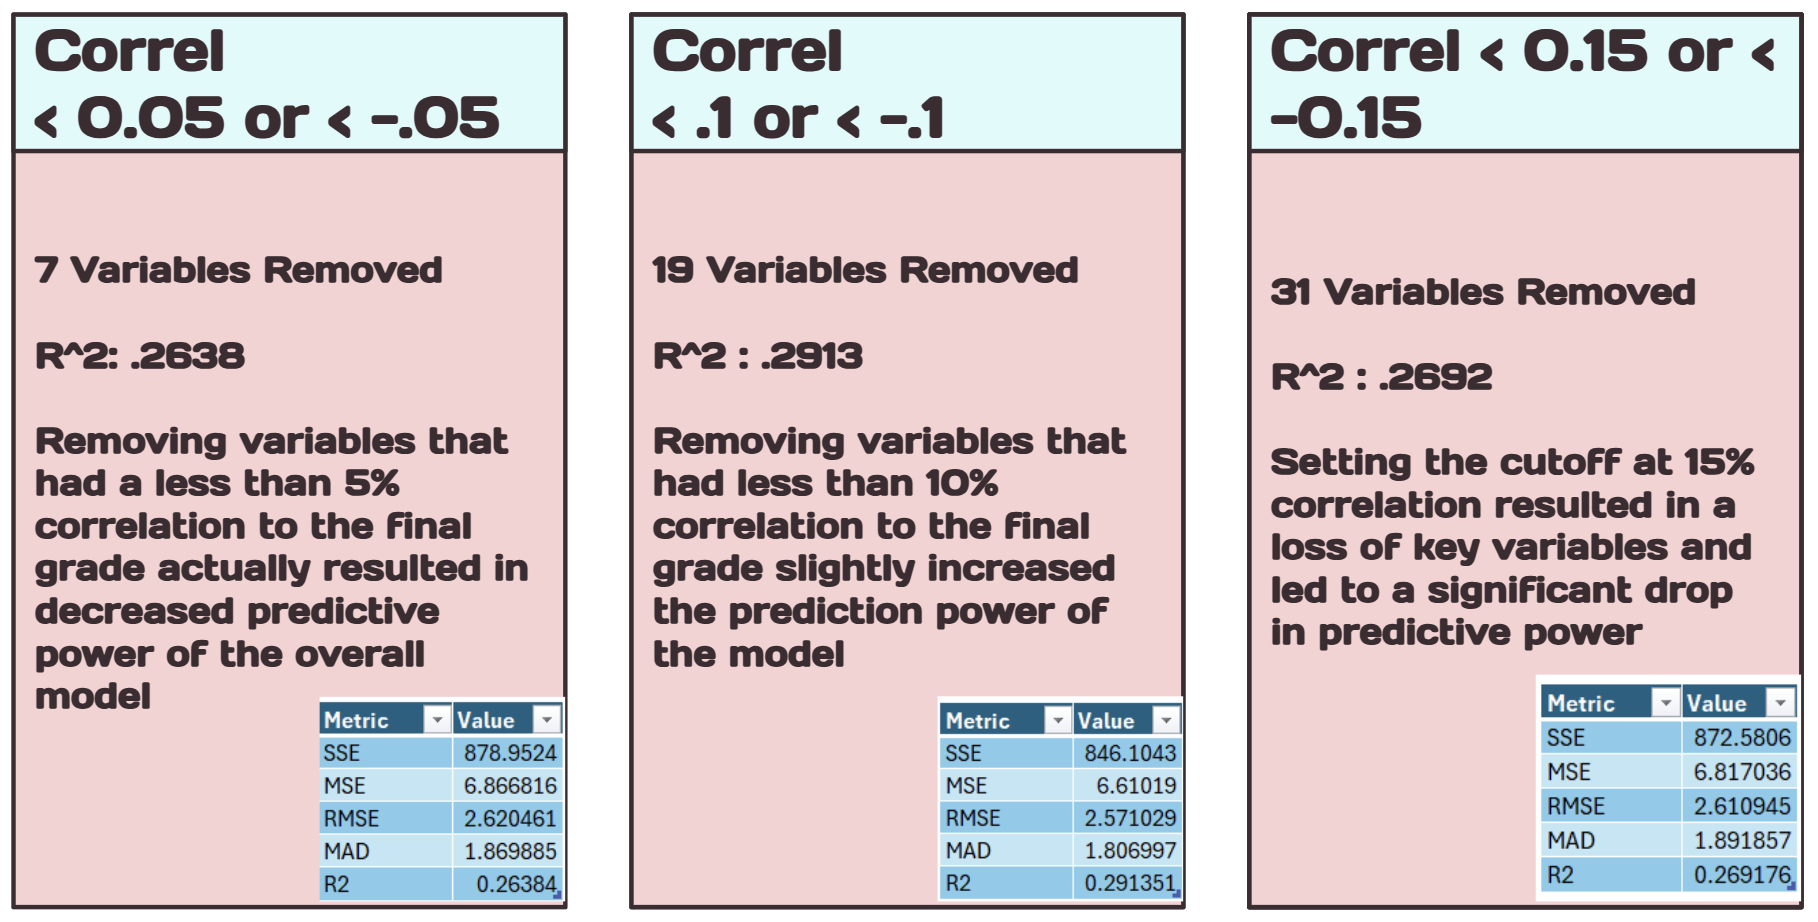 Correl
< 0.05 or < -.05
7 Variables Removed
R^2: .2638
Removing variables that
had a less than 5%
correlation to the final
grade actually resulted in
decreased predictive
power of the overall
model
Metric Value
SSE 878.9524
MSE 6.866816
RMSE 2.620461
MAD 1.869885
R2 0.26384
Correl
< .1 or < -.1
19 Variables Removed
R^2 : .2913
Removing variables that
had less than 10%
correlation to the final
grade slightly increased
the prediction power of
the model
Metric Value
SSE 846.1043
MSE 6.61019
RMSE 2.571029
MAD 1.806997
R2 0.291351
Correl < 0.15 or <
-0.15
31 Variables Removed
R^2 : .2692
Setting the cutoff at 15%
correlation resulted in a
loss of key variables and
led to a significant drop
in predictive power
Metric Value
SSE 872.5806
MSE 6.817036
RMSE 2.610945
MAD 1.891857
R2 0.269176